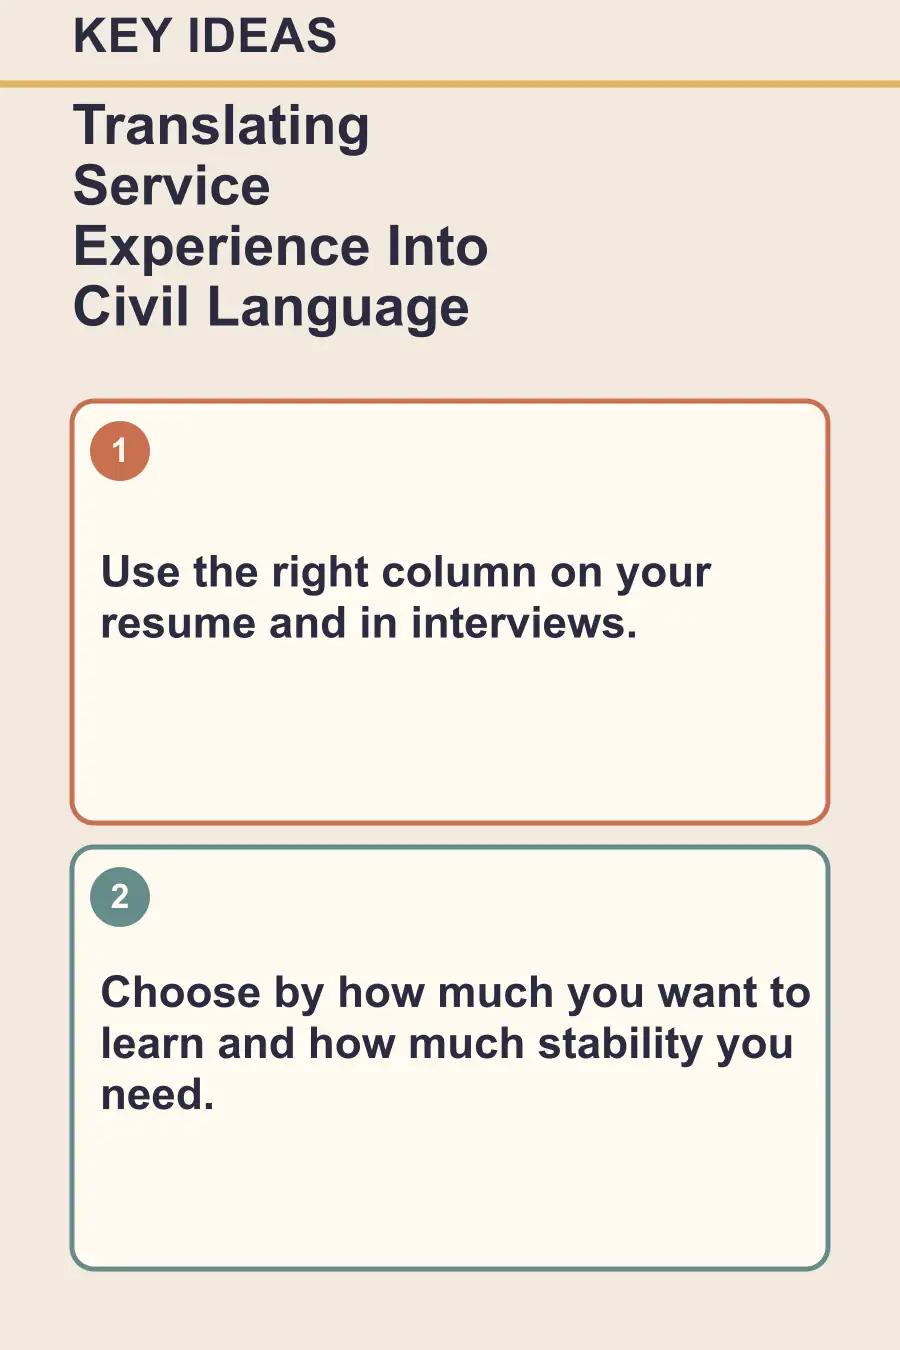 KEY IDEAS
Translating
Service
Experience Into
Civil Language
1
Use the right column on your
resume and in interviews.
2
Choose by how much you want to
learn and how much stability you
need.